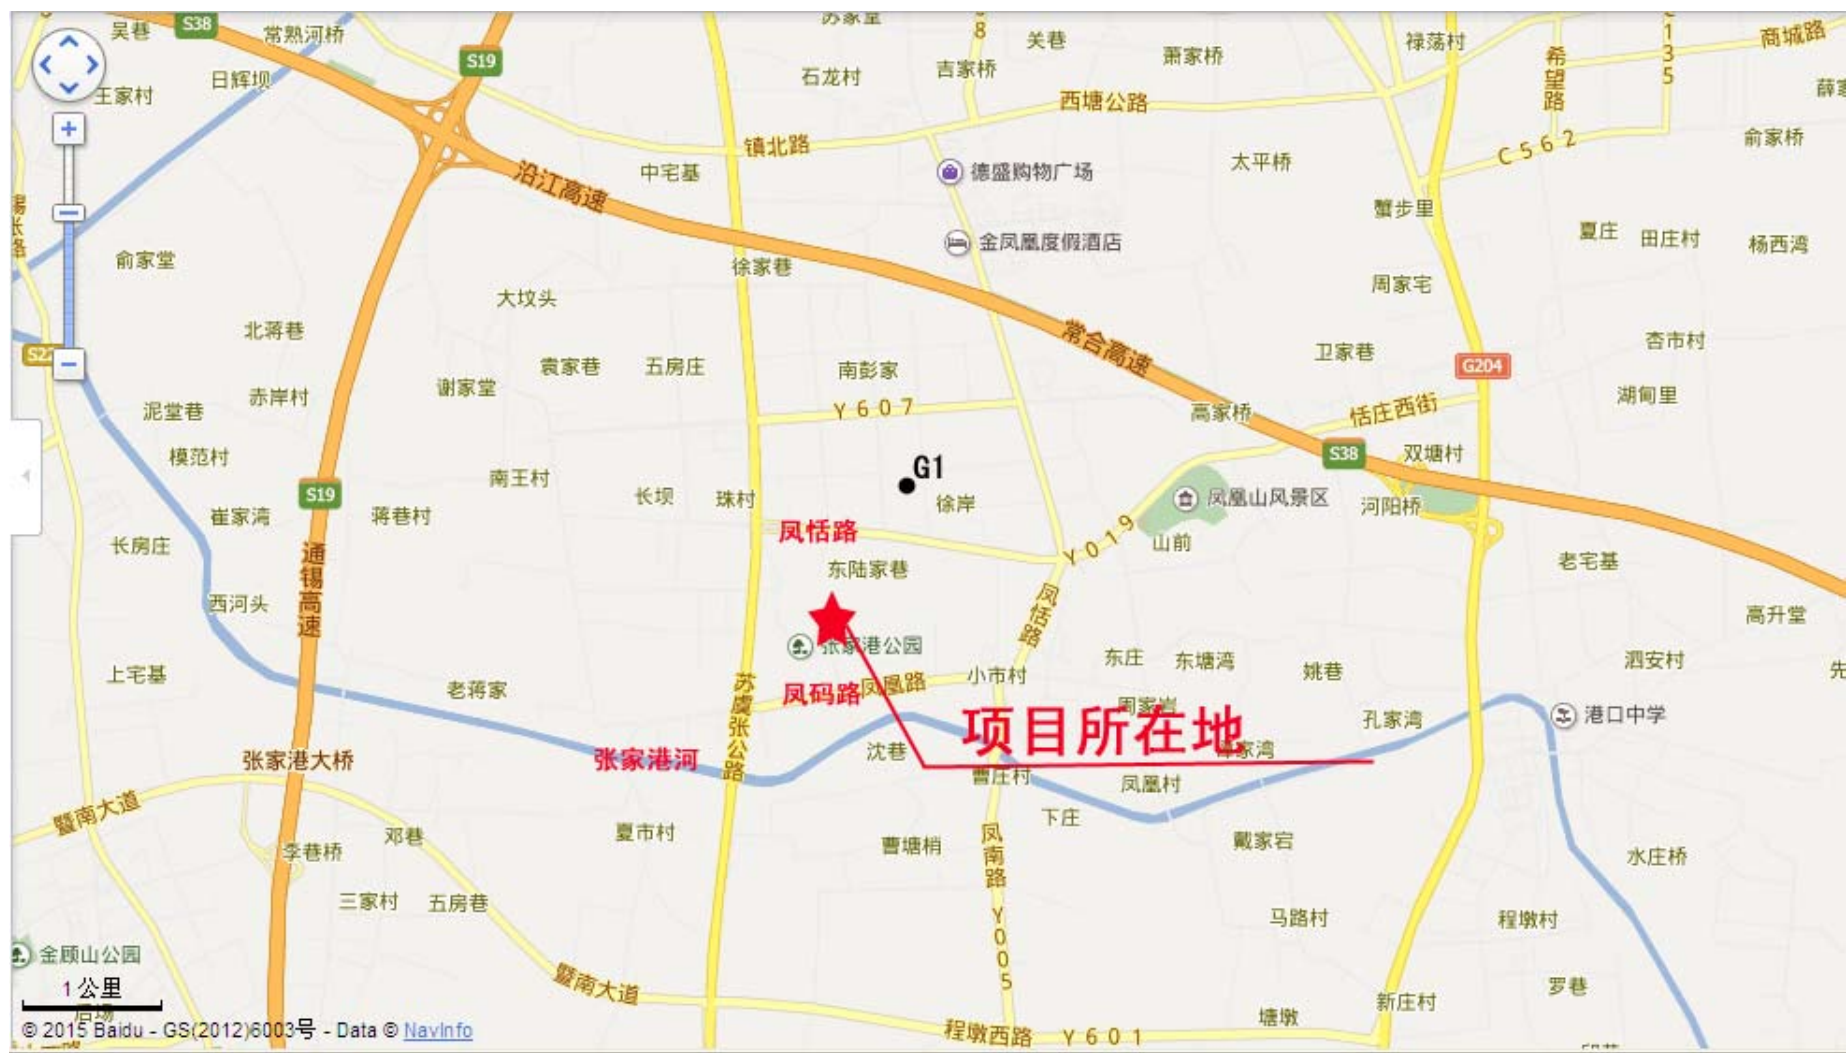 吴巷
S38
常熟河桥
S19
苏家堂
关巷
萧家桥
禄荡村
希望路
商城路
日辉坝
王家村
石龙村
吉家桥
西塘公路
镇北路
C562
俞家桥
中宅基
德盛购物广场
太平桥
沿江高速
蟹步里
夏庄
田庄村
杨西湾
金凤凰度假酒店
俞家堂
徐家巷
周家宅
大坟头
北蒋巷
常合高速
卫家巷
杏市村
袁家巷
五房庄
南彭家
G204
谢家堂
赤岸村
泥堂巷
Y607
高家桥
恬庄西街
湖甸里
模范村
G1
S38
双塘村
南王村
长坝
珠村
徐岸
凤凰山风景区
河阳桥
S19
崔家湾
蒋巷村
凤恬路
Y019
山前
长房庄
通锡高速
东陆家巷
老宅基
西河头
凤恬路
高升堂
张家港公园
上宅基
老蒋家
苏虞张公路
凤码路
凤凰路
小市村
东庄
东塘湾
姚巷
泗安村
项目所在地
孔家湾
港口中学
张家港大桥
张家港河
沈巷
曹庄村
凤凰村
暨南大道
下庄
李巷桥
邓巷
夏市村
曹塘梢
凤南路
戴家宕
水庄桥
三家村
五房巷
Y005
马路村
程墩村
金顾山公园
1公里
暨南大道
罗巷
新庄村
塘墩
程墩西路
Y601
© 2015 Baidu - GS(2012)6003号 - Data © NavInfo